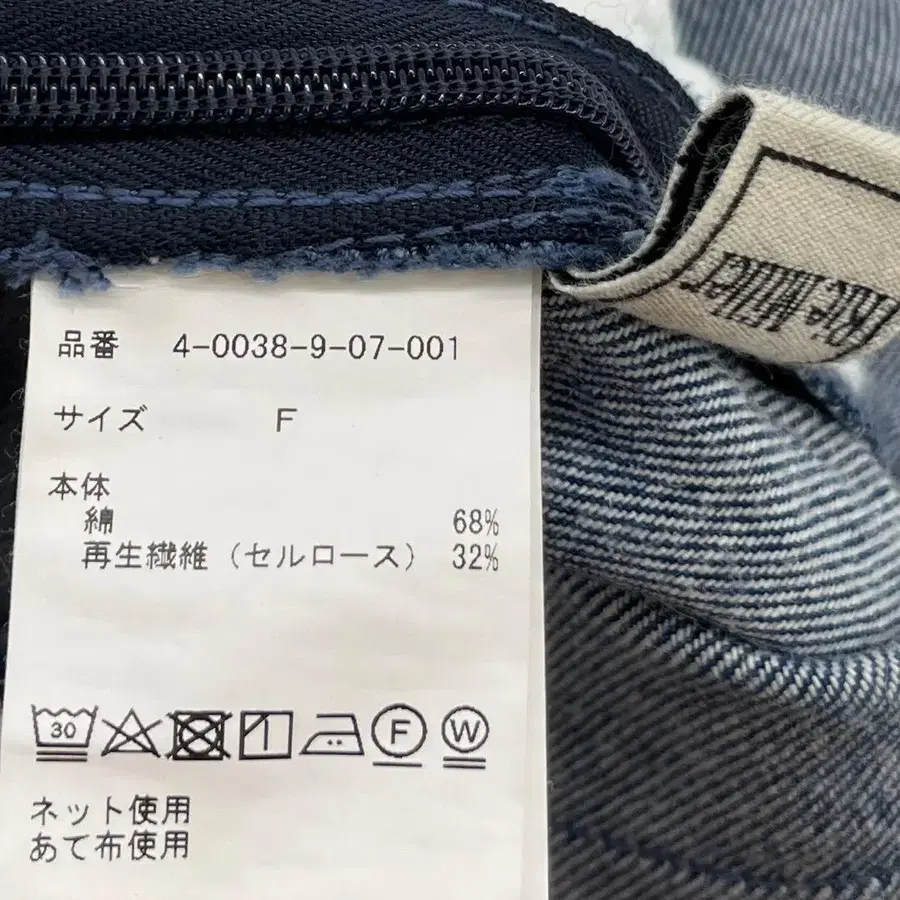 品番 4-0038-9-07-001
サイズ F
本体
綿 68%
再生繊維（セルロース） 32%
30 F W
ネット使用
あて布使用